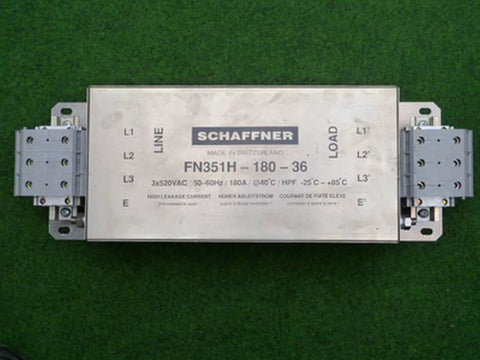 SCHAFFNER
MADE IN SWITZERLAND
FN351H – 180 – 36
3x520VAC 50–60Hz / 180A / @40°C / HPF -25°C – +85°C
HIGH LEAKAGE CURRENT HOHER ABLEITSTROM COURANT DE FUITE ELEVE
LINE
L1
L2
L3
E
LOAD
L1'
L2'
L3'
E'